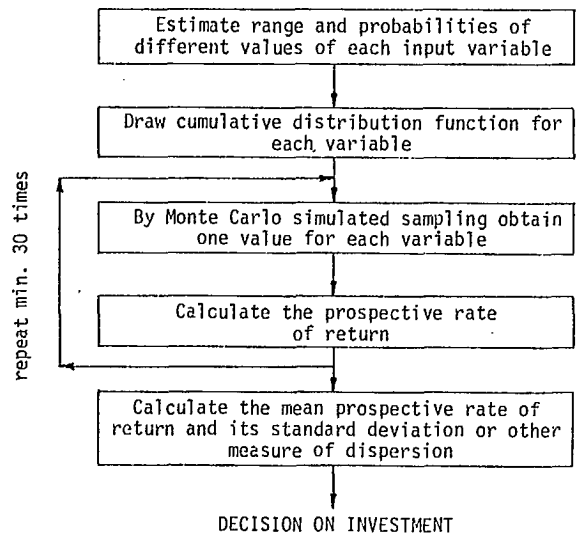 Estimate range and probabilities of
different values of each input variable
Draw cumulative distribution function for
each variable
repeat min. 30 times
By Monte Carlo simulated sampling obtain
one value for each variable
Calculate the prospective rate
of return
Calculate the mean prospective rate of
return and its standard deviation or other
measure of dispersion
DECISION ON INVESTMENT